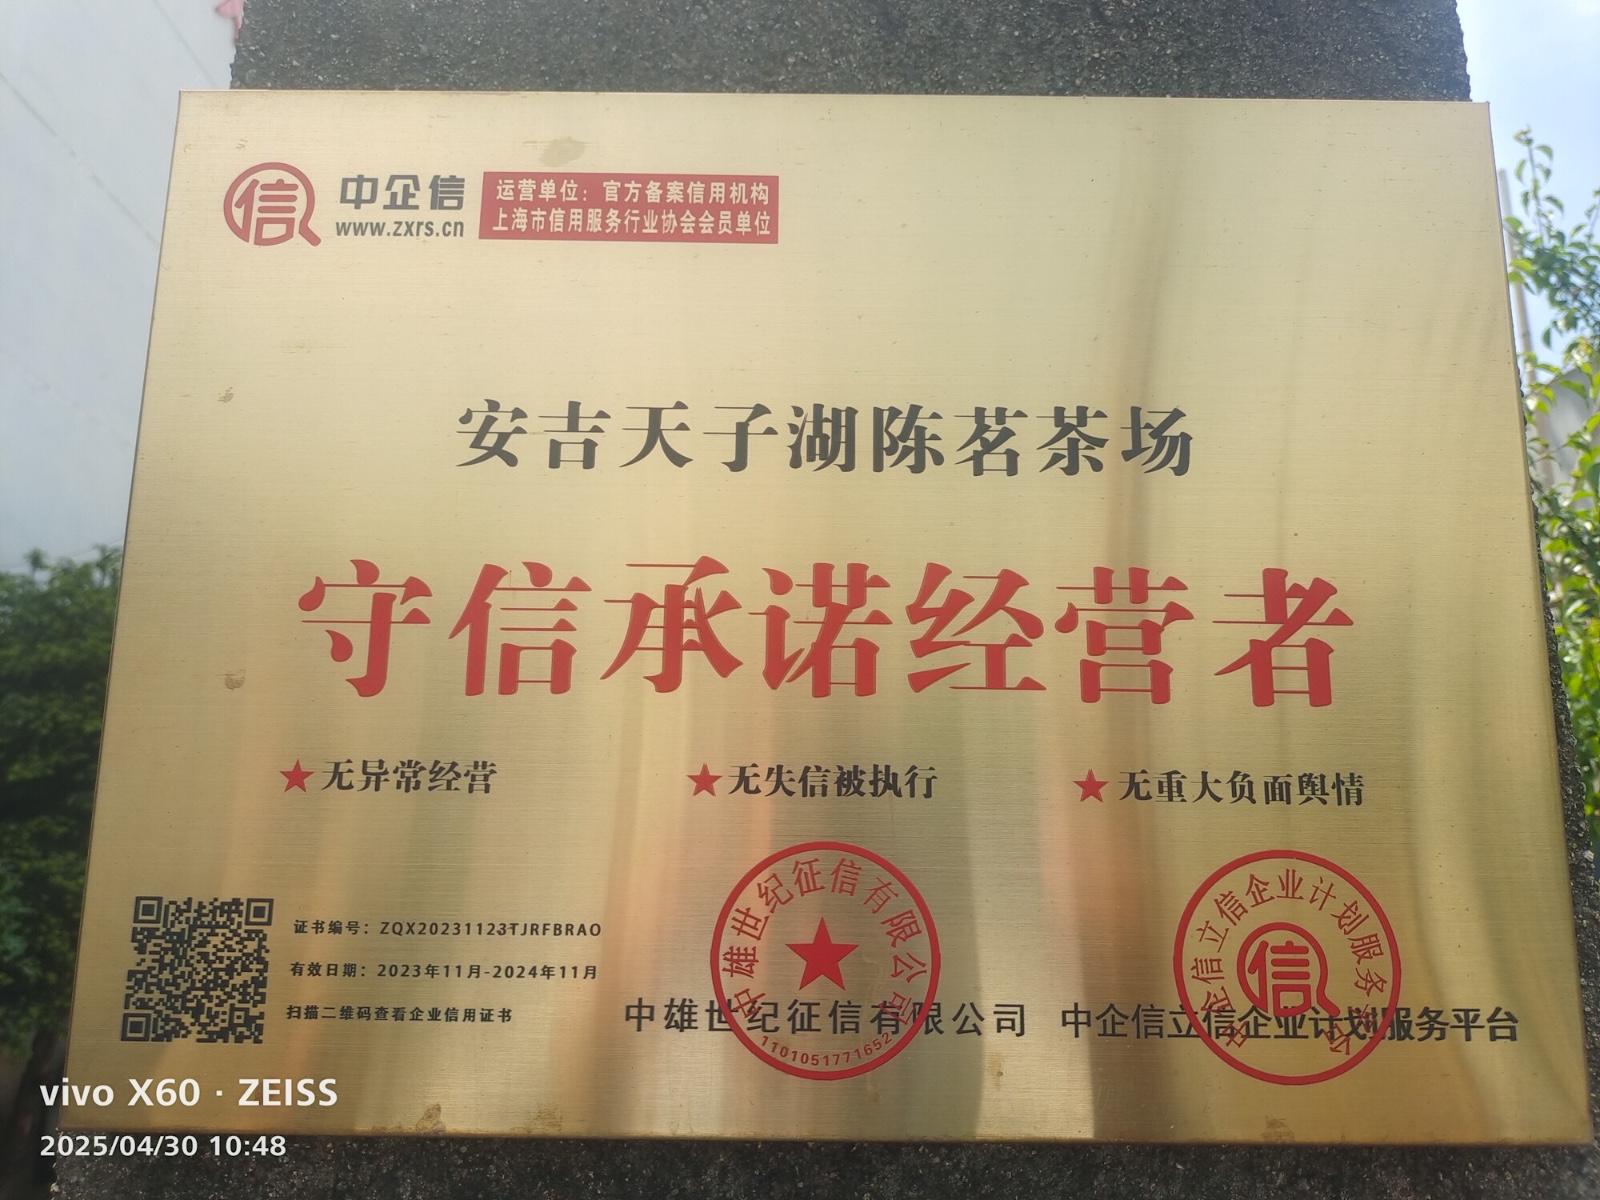 信
中企信
www.zxrs.cn
运营单位：官方备案信用机构
上海市信用服务行业协会会员单位
安吉天子湖陈茗茶场
守信承诺经营者
★无异常经营
★无失信被执行
★无重大负面舆情
证书编号：ZQX20231123TJRFBRAO
有效日期：2023年11月-2024年11月
扫描二维码查看企业信用证书
中雄世纪征信有限公司
1101051771652
中雄世纪征信有限公司
中企信立信企业计划服务平台
信
中企信立信企业计划服务平台
vivo X60 · ZEISS
2025/04/30 10:48